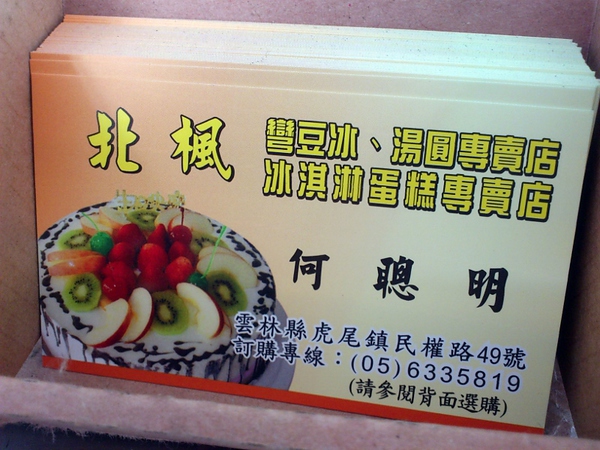 北楓
彎豆冰、湯圓專賣店
冰淇淋蛋糕專賣店
何聰明
雲林縣虎尾鎮民權路49號
訂購專線：(05)6335819
(請參閱背面選購)